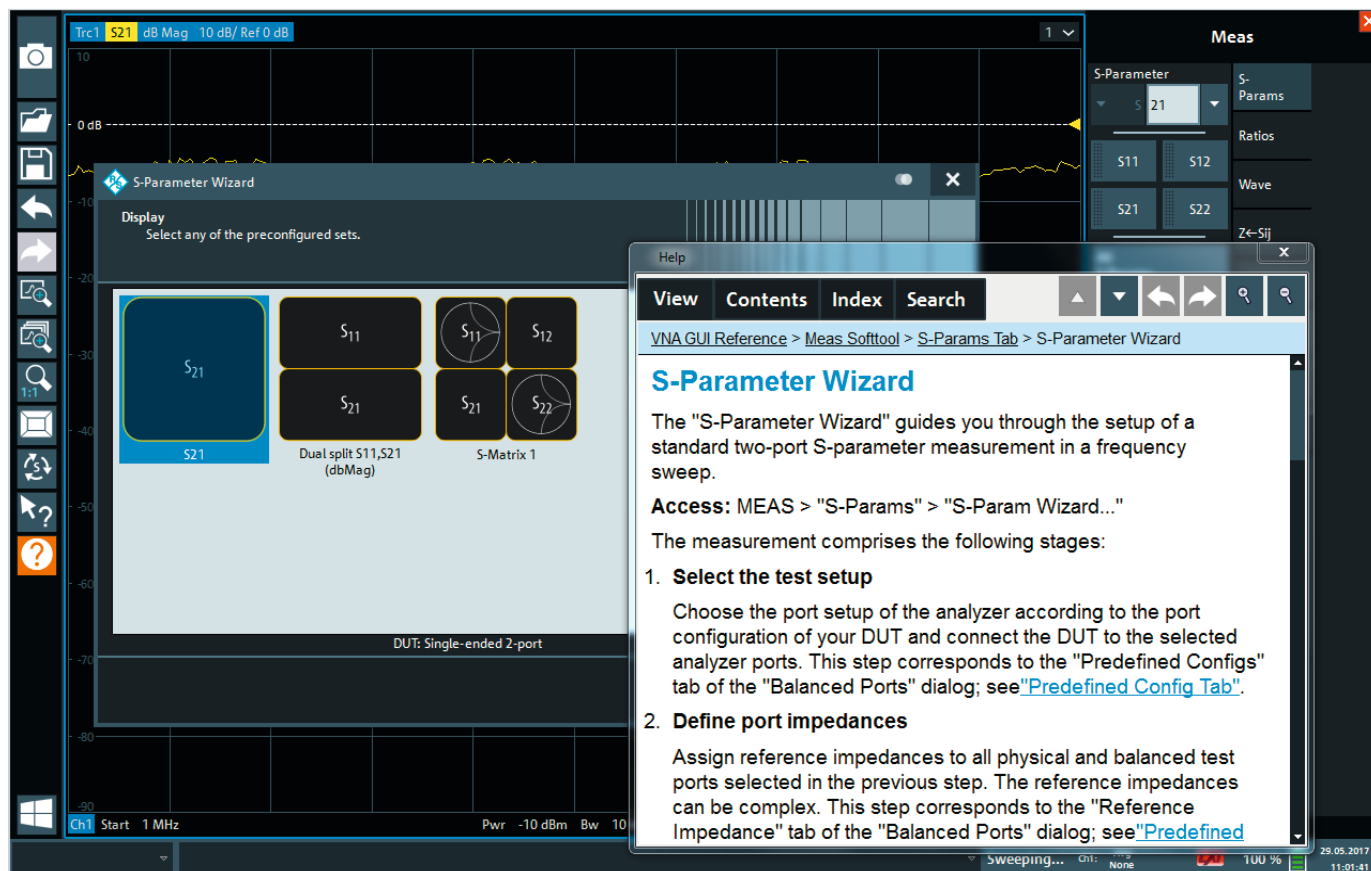 Trc1 S21 dB Mag 10 dB/ Ref 0 dB
1
Meas
10
0 dB
-10
-20
-30
-40
-50
-60
-70
-80
-90
1:1
S-Parameter
S 21
S11 S12
S21 S22
S-
Params
Ratios
Wave
Z←Sij
S-Parameter Wizard
Display
Select any of the preconfigured sets.
S21
S21
S11
S21
Dual split S11,S21
(dbMag)
S11 S12
S21 S22
S-Matrix 1
DUT: Single-ended 2-port
Help
View Contents Index Search
VNA GUI Reference > Meas Softtool > S-Params Tab > S-Parameter Wizard
S-Parameter Wizard
The "S-Parameter Wizard" guides you through the setup of a
standard two-port S-parameter measurement in a frequency
sweep.
Access: MEAS > "S-Params" > "S-Param Wizard..."
The measurement comprises the following stages:
1. Select the test setup
Choose the port setup of the analyzer according to the port
configuration of your DUT and connect the DUT to the selected
analyzer ports. This step corresponds to the "Predefined Configs"
tab of the "Balanced Ports" dialog; see"Predefined Config Tab".
2. Define port impedances
Assign reference impedances to all physical and balanced test
ports selected in the previous step. The reference impedances
can be complex. This step corresponds to the "Reference
Impedance" tab of the "Balanced Ports" dialog; see"Predefined
Ch1 Start 1 MHz Pwr -10 dBm Bw 10
Sweeping... Ch1: None 100 % 29.05.2017
11:01:41